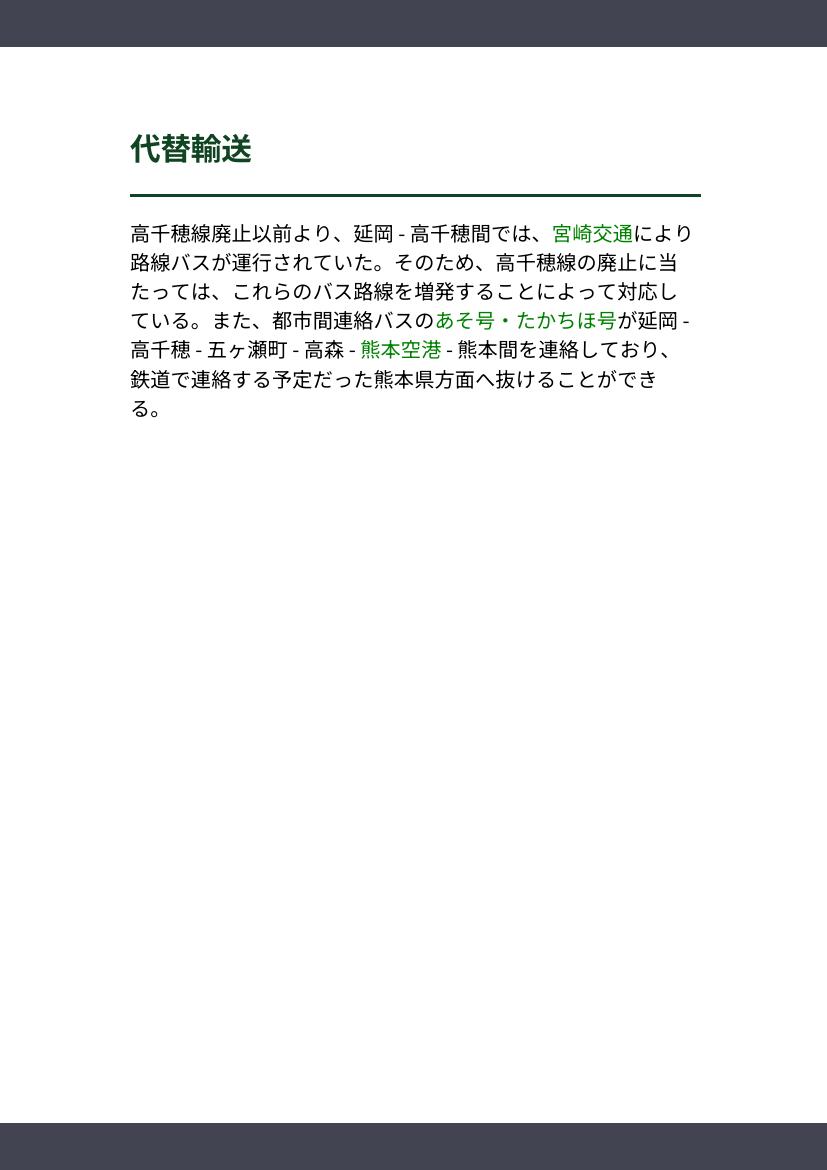 代替輸送
高千穂線廃止以前より、延岡 - 高千穂間では、宮崎交通により
路線バスが運行されていた。そのため、高千穂線の廃止に当
たっては、これらのバス路線を増発することによって対応し
ている。また、都市間連絡バスのあそ号・たかちほ号が延岡 -
高千穂 - 五ヶ瀬町 - 高森 - 熊本空港 - 熊本間を連絡しており、
鉄道で連絡する予定だった熊本県方面へ抜けることができ
る。